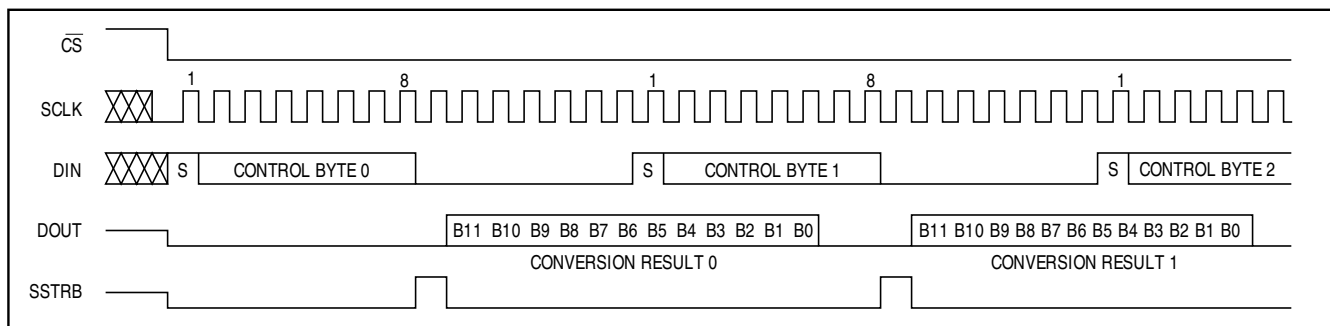 CS
1 8 1 8 1
SCLK
DIN S CONTROL BYTE 0 S CONTROL BYTE 1 S CONTROL BYTE 2
DOUT B11 B10 B9 B8 B7 B6 B5 B4 B3 B2 B1 B0 B11 B10 B9 B8 B7 B6 B5 B4 B3 B2 B1 B0
CONVERSION RESULT 0 CONVERSION RESULT 1
SSTRB